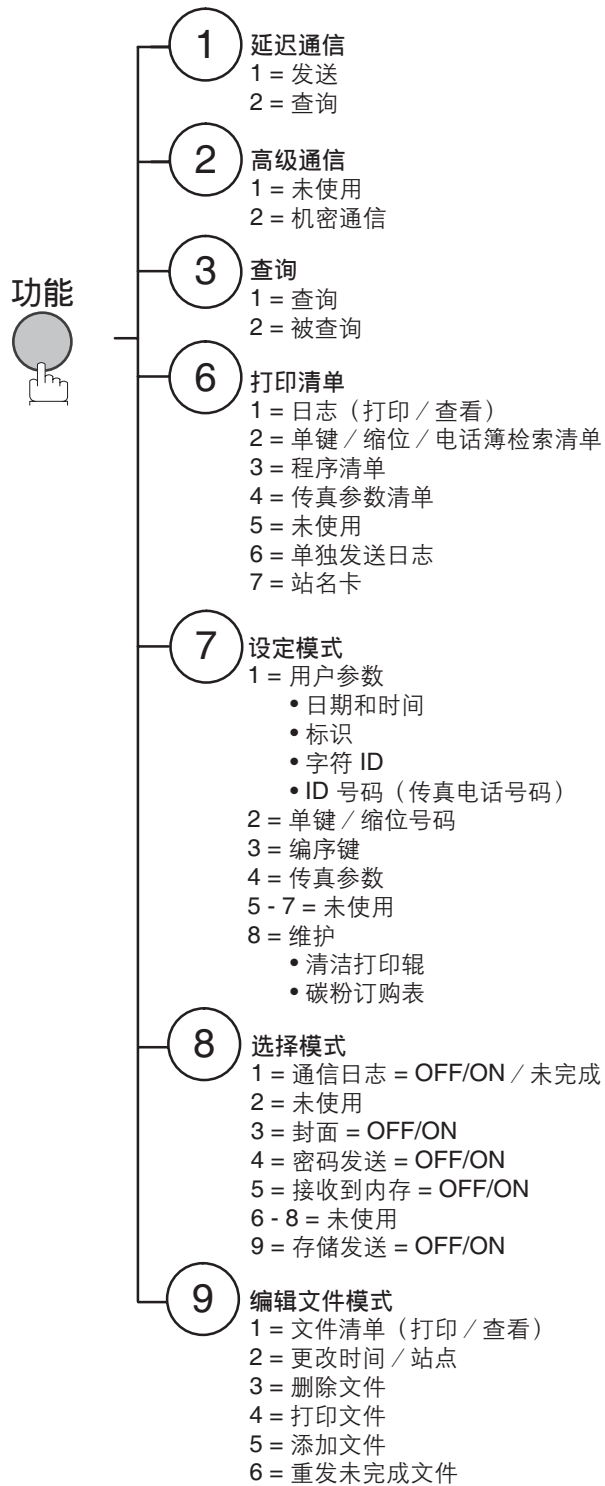 功能
1
延迟通信
1 = 发送
2 = 查询
2
高级通信
1 = 未使用
2 = 机密通信
3
查询
1 = 查询
2 = 被查询
6
打印清单
1 = 日志（打印 / 查看）
2 = 单键 / 缩位 / 电话簿检索清单
3 = 程序清单
4 = 传真参数清单
5 = 未使用
6 = 单独发送日志
7 = 站名卡
7
设定模式
1 = 用户参数
• 日期和时间
• 标识
• 字符 ID
• ID 号码（传真电话号码）
2 = 单键 / 缩位号码
3 = 编序键
4 = 传真参数
5 - 7 = 未使用
8 = 维护
• 清洁打印辊
• 碳粉订购表
8
选择模式
1 = 通信日志 = OFF/ON / 未完成
2 = 未使用
3 = 封面 = OFF/ON
4 = 密码发送 = OFF/ON
5 = 接收到内存 = OFF/ON
6 - 8 = 未使用
9 = 存储发送 = OFF/ON
9
编辑文件模式
1 = 文件清单（打印 / 查看）
2 = 更改时间 / 站点
3 = 删除文件
4 = 打印文件
5 = 添加文件
6 = 重发未完成文件